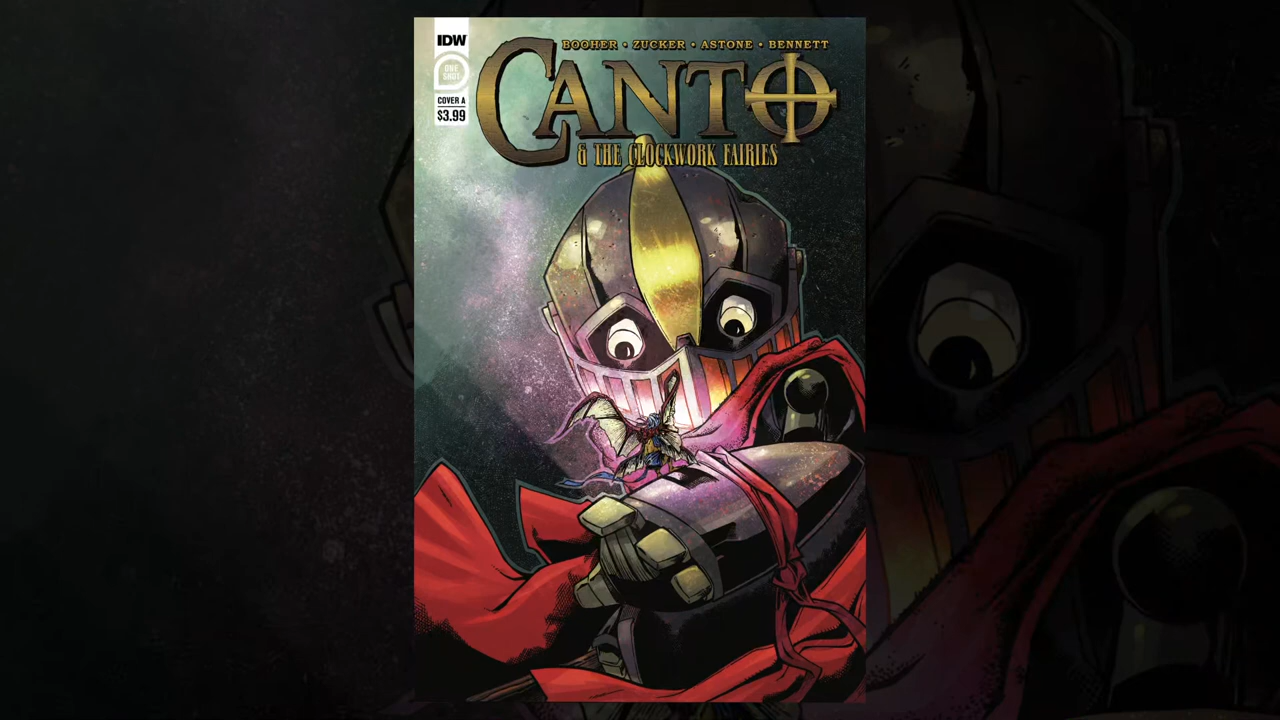 IDW
ONE
SHOT
COVER A
$3.99
BOOHER • ZUCKER • ASTONE • BENNETT
CANTO
& THE CLOCKWORK FAIRIES